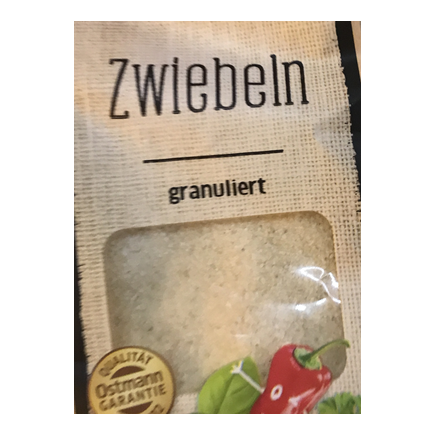 Zwiebeln
granuliert
QUALITÄT
Ostmann
GARANTIE